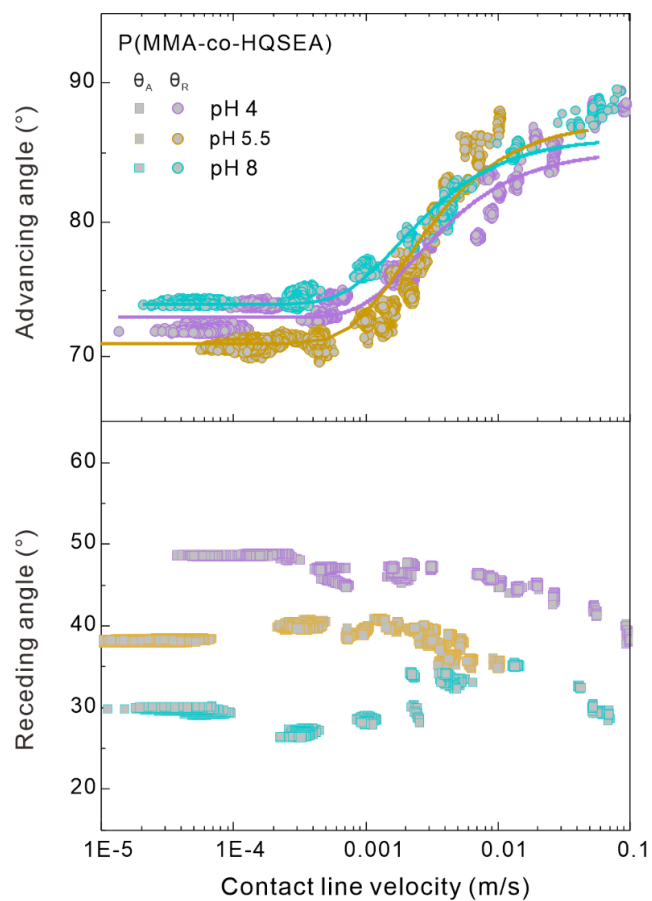 P(MMA-co-HQSEA)
θA θR
pH 4
pH 5.5
pH 8
Advancing angle (°)
90
80
70
Receding angle (°)
60
50
40
30
20
1E-5 1E-4 0.001 0.01 0.1
Contact line velocity (m/s)